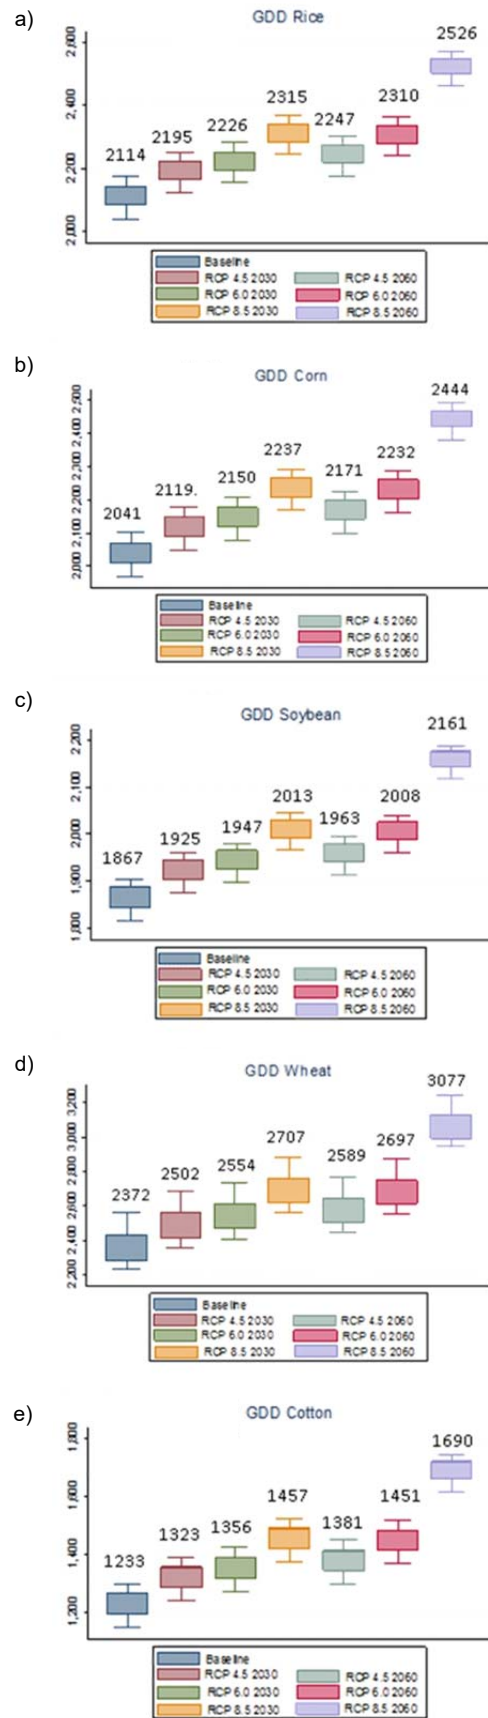 a)
GDD Rice
2526
2,600
2315
2310
2,400
2247
2226
2195
2114
2,200
2,000
Baseline
RCP 4.5 2030 RCP 4.5 2060
RCP 6.0 2030 RCP 6.0 2060
RCP 8.5 2030 RCP 8.5 2060
b)
GDD Corn
2444
2,500
2,400
2237
2232
2,300
2171
2150
2119.
2,200
2041
2,100
2,000
Baseline
RCP 4.5 2030 RCP 4.5 2060
RCP 6.0 2030 RCP 6.0 2060
RCP 8.5 2030 RCP 8.5 2060
c)
GDD Soybean
2161
2,200
2,100
2013
2008
1963
1947
1925
2,000
1867
1,900
1,800
Baseline
RCP 4.5 2030 RCP 4.5 2060
RCP 6.0 2030 RCP 6.0 2060
RCP 8.5 2030 RCP 8.5 2060
d)
GDD Wheat
3077
3,200
3,000
2707
2697
2589
2554
2,800
2502
2372
2,600
2,400
2,200
Baseline
RCP 4.5 2030 RCP 4.5 2060
RCP 6.0 2030 RCP 6.0 2060
RCP 8.5 2030 RCP 8.5 2060
e)
GDD Cotton
1690
1,800
1,600
1457
1451
1381
1356
1323
1233
1,400
1,200
Baseline
RCP 4.5 2030 RCP 4.5 2060
RCP 6.0 2030 RCP 6.0 2060
RCP 8.5 2030 RCP 8.5 2060